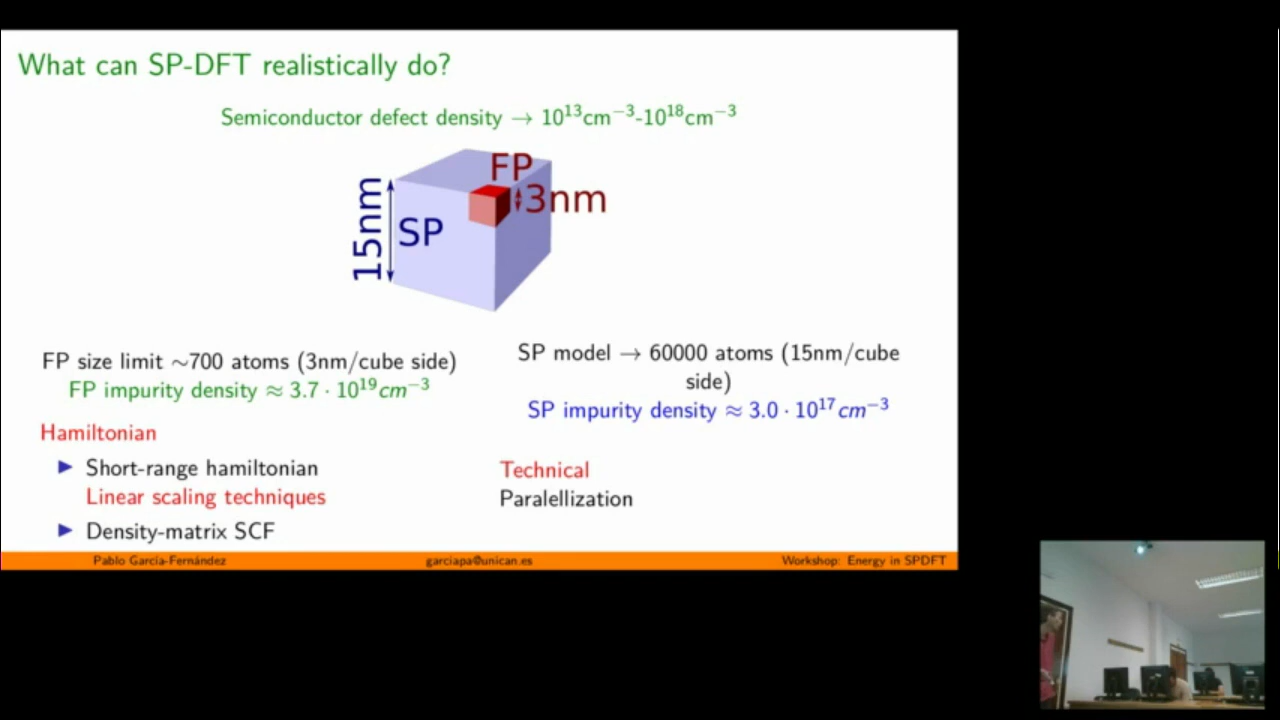 What can SP-DFT realistically do?
Semiconductor defect density → 10¹³cm⁻³-10¹⁸cm⁻³
FP
3nm
15nm
SP
FP size limit ~700 atoms (3nm/cube side)
FP impurity density ≈ 3.7 · 10¹⁹cm⁻³
SP model → 60000 atoms (15nm/cube
side)
SP impurity density ≈ 3.0 · 10¹⁷cm⁻³
Hamiltonian
▶ Short-range hamiltonian
Linear scaling techniques
▶ Density-matrix SCF
Technical
Paralellization
Pablo García-Fernández garciapa@unican.es Workshop: Energy in SPDFT